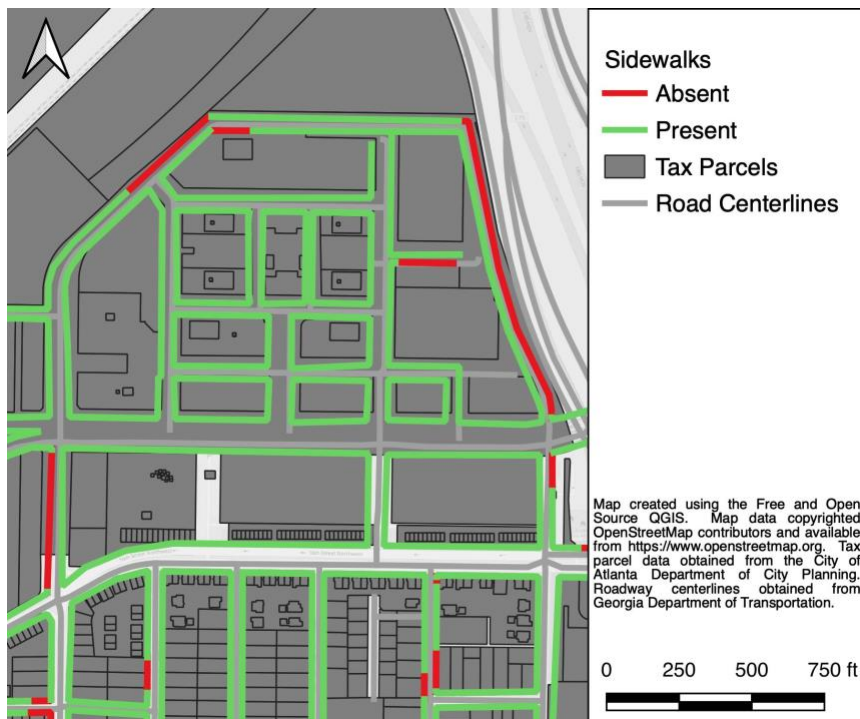 Sidewalks
Absent
Present
Tax Parcels
Road Centerlines
Map created using the Free and Open
Source QGIS. Map data copyrighted
OpenStreetMap contributors and available
from https://www.openstreetmap.org. Tax
parcel data obtained from the City of
Atlanta Department of City Planning.
Roadway centerlines obtained from
Georgia Department of Transportation.
0 250 500 750 ft